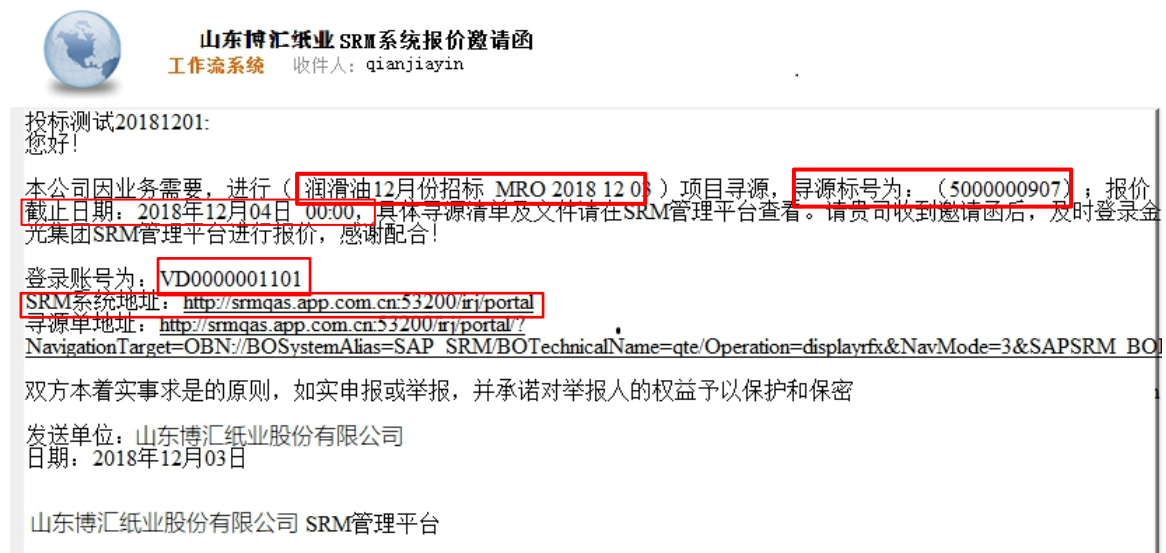 山东博汇纸业SRM系统报价邀请函
工作流系统 收件人：qianjiayin
投标测试20181201:
您好！
本公司因业务需要，进行（ 润滑油12月份招标 MRO 2018 12 03 ）项目寻源，寻源标号为：（5000000907）；报价
截止日期：2018年12月04日 00:00，具体寻源清单及文件请在SRM管理平台查看。请贵司收到邀请函后，及时登录金
光集团SRM管理平台进行报价，感谢配合！
登录账号为：VD0000001101
SRM系统地址：http://srmqas.app.com.cn:53200/irj/portal
寻源单地址：http://srmqas.app.com.cn:53200/irj/portal/?
NavigationTarget=OBN://BOSystemAlias=SAP_SRM/BOTechnicalName=qte/Operation=displayrfx&NavMode=3&SAPSRM_BO
双方本着实事求是的原则，如实申报或举报，并承诺对举报人的权益予以保护和保密
发送单位：山东博汇纸业股份有限公司
日期：2018年12月03日
山东博汇纸业股份有限公司 SRM管理平台